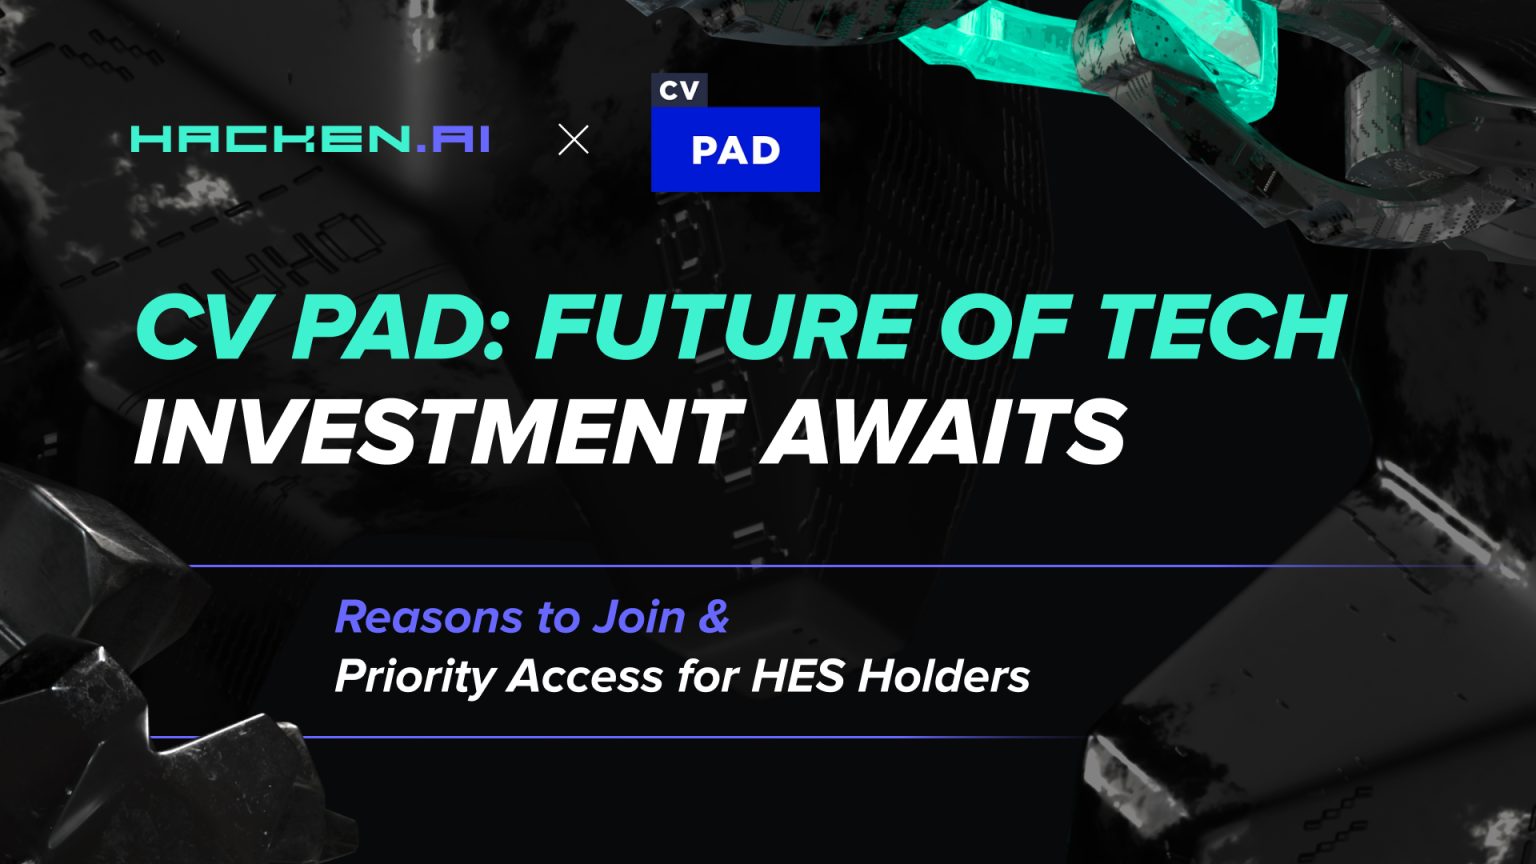 HACKEN.AI
CV
PAD
CV PAD: FUTURE OF TECH
INVESTMENT AWAITS
Reasons to Join &
Priority Access for HES Holders